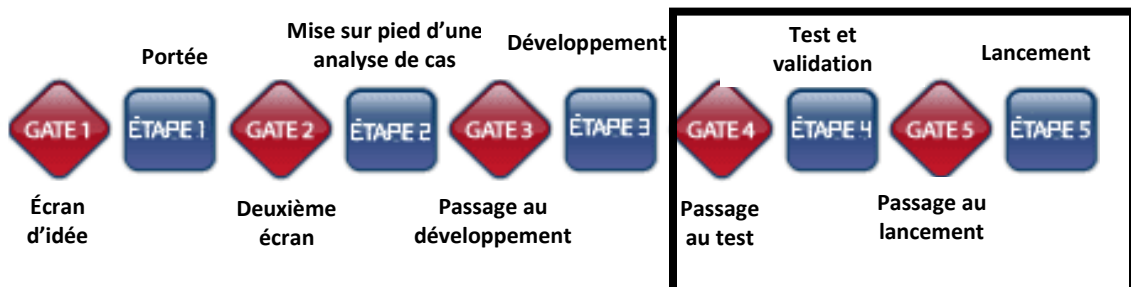 Portée
Mise sur pied d’une
analyse de cas
Développement
Test et
validation
Lancement
GATE 1
ÉTAPE 1
GATE 2
ÉTAPE 2
GATE 3
ÉTAPE 3
GATE 4
ÉTAPE 4
GATE 5
ÉTAPE 5
Écran
d’idée
Deuxième
écran
Passage au
développement
Passage
au test
Passage au
lancement